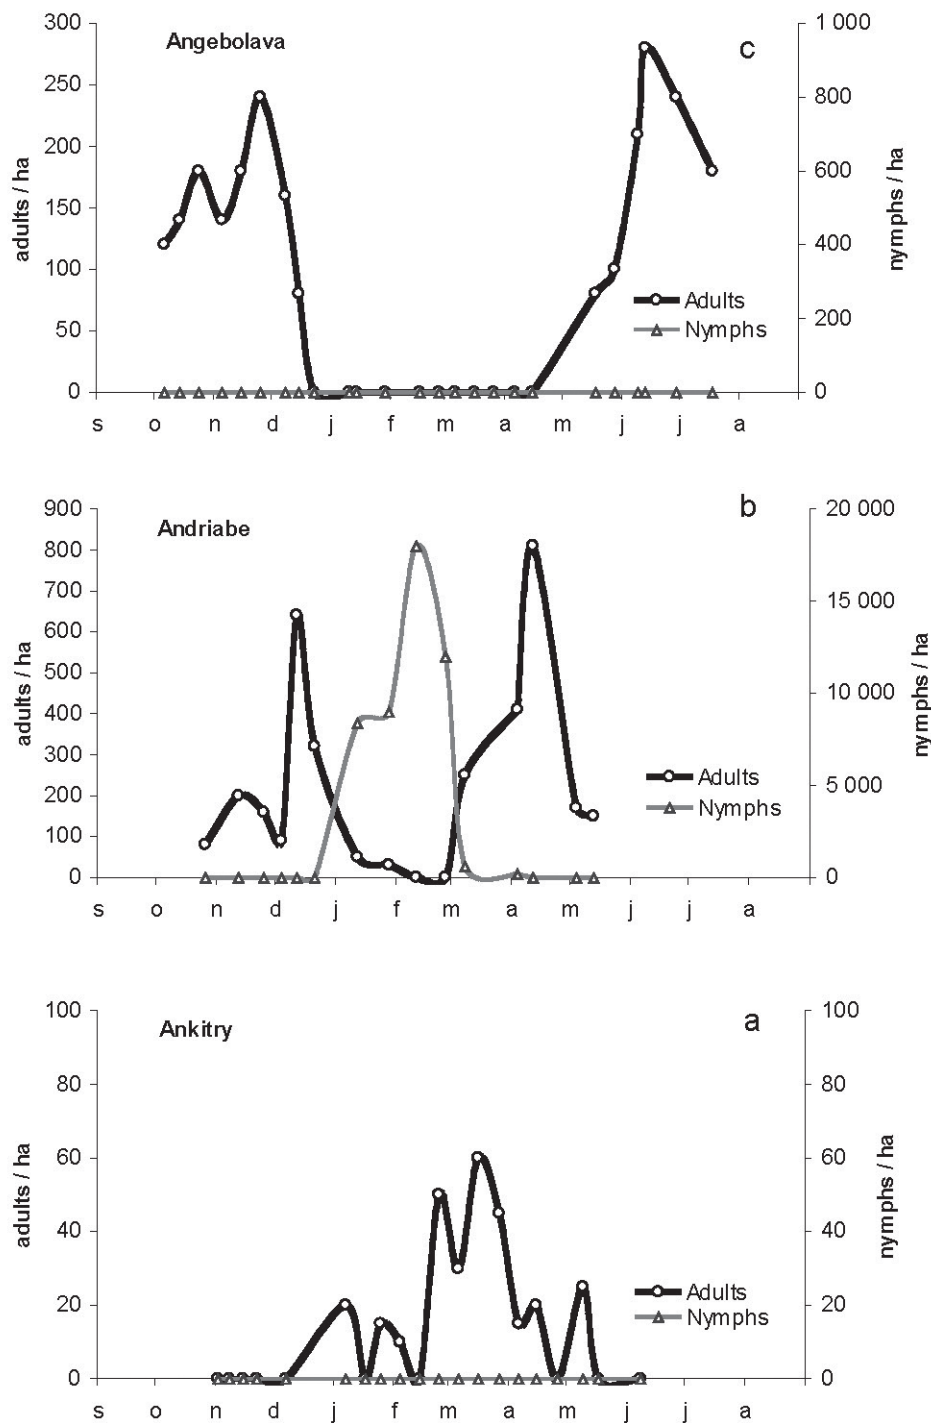 300
250
200
150
100
50
0
adults / ha
Angebolava
c
1 000
800
600
400
200
0
nymphs / ha
Adults
Nymphs
s o n d j f m a m j j a
900
800
700
600
500
400
300
200
100
0
adults / ha
Andriabe
b
20 000
15 000
10 000
5 000
0
nymphs / ha
Adults
Nymphs
s o n d j f m a m j j a
100
80
60
40
20
0
adults / ha
Ankitry
a
100
80
60
40
20
0
nymphs / ha
Adults
Nymphs
s o n d j f m a m j j a